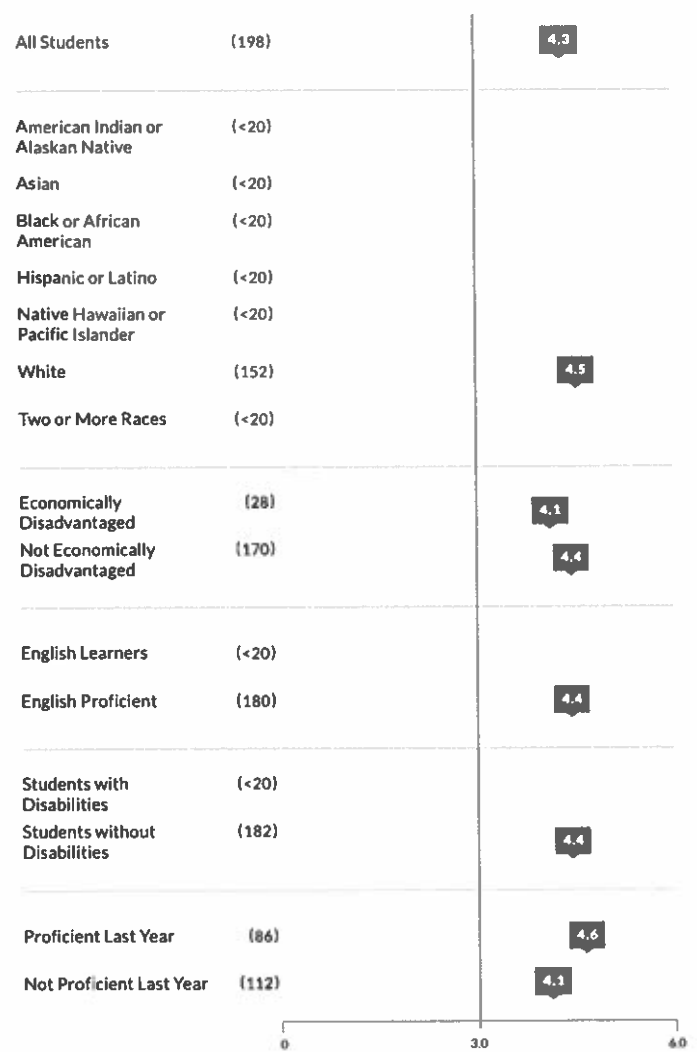 All Students (198) 4.3
American Indian or (<20)
Alaskan Native
Asian (<20)
Black or African (<20)
American
Hispanic or Latino (<20)
Native Hawaiian or (<20)
Pacific Islander
White (152) 4.5
Two or More Races (<20)
Economically (28) 4.1
Disadvantaged
Not Economically (170) 4.4
Disadvantaged
English Learners (<20)
English Proficient (180) 4.4
Students with (<20)
Disabilities
Students without (182) 4.4
Disabilities
Proficient Last Year (86) 4.6
Not Proficient Last Year (112) 4.1
0 3.0 6.0